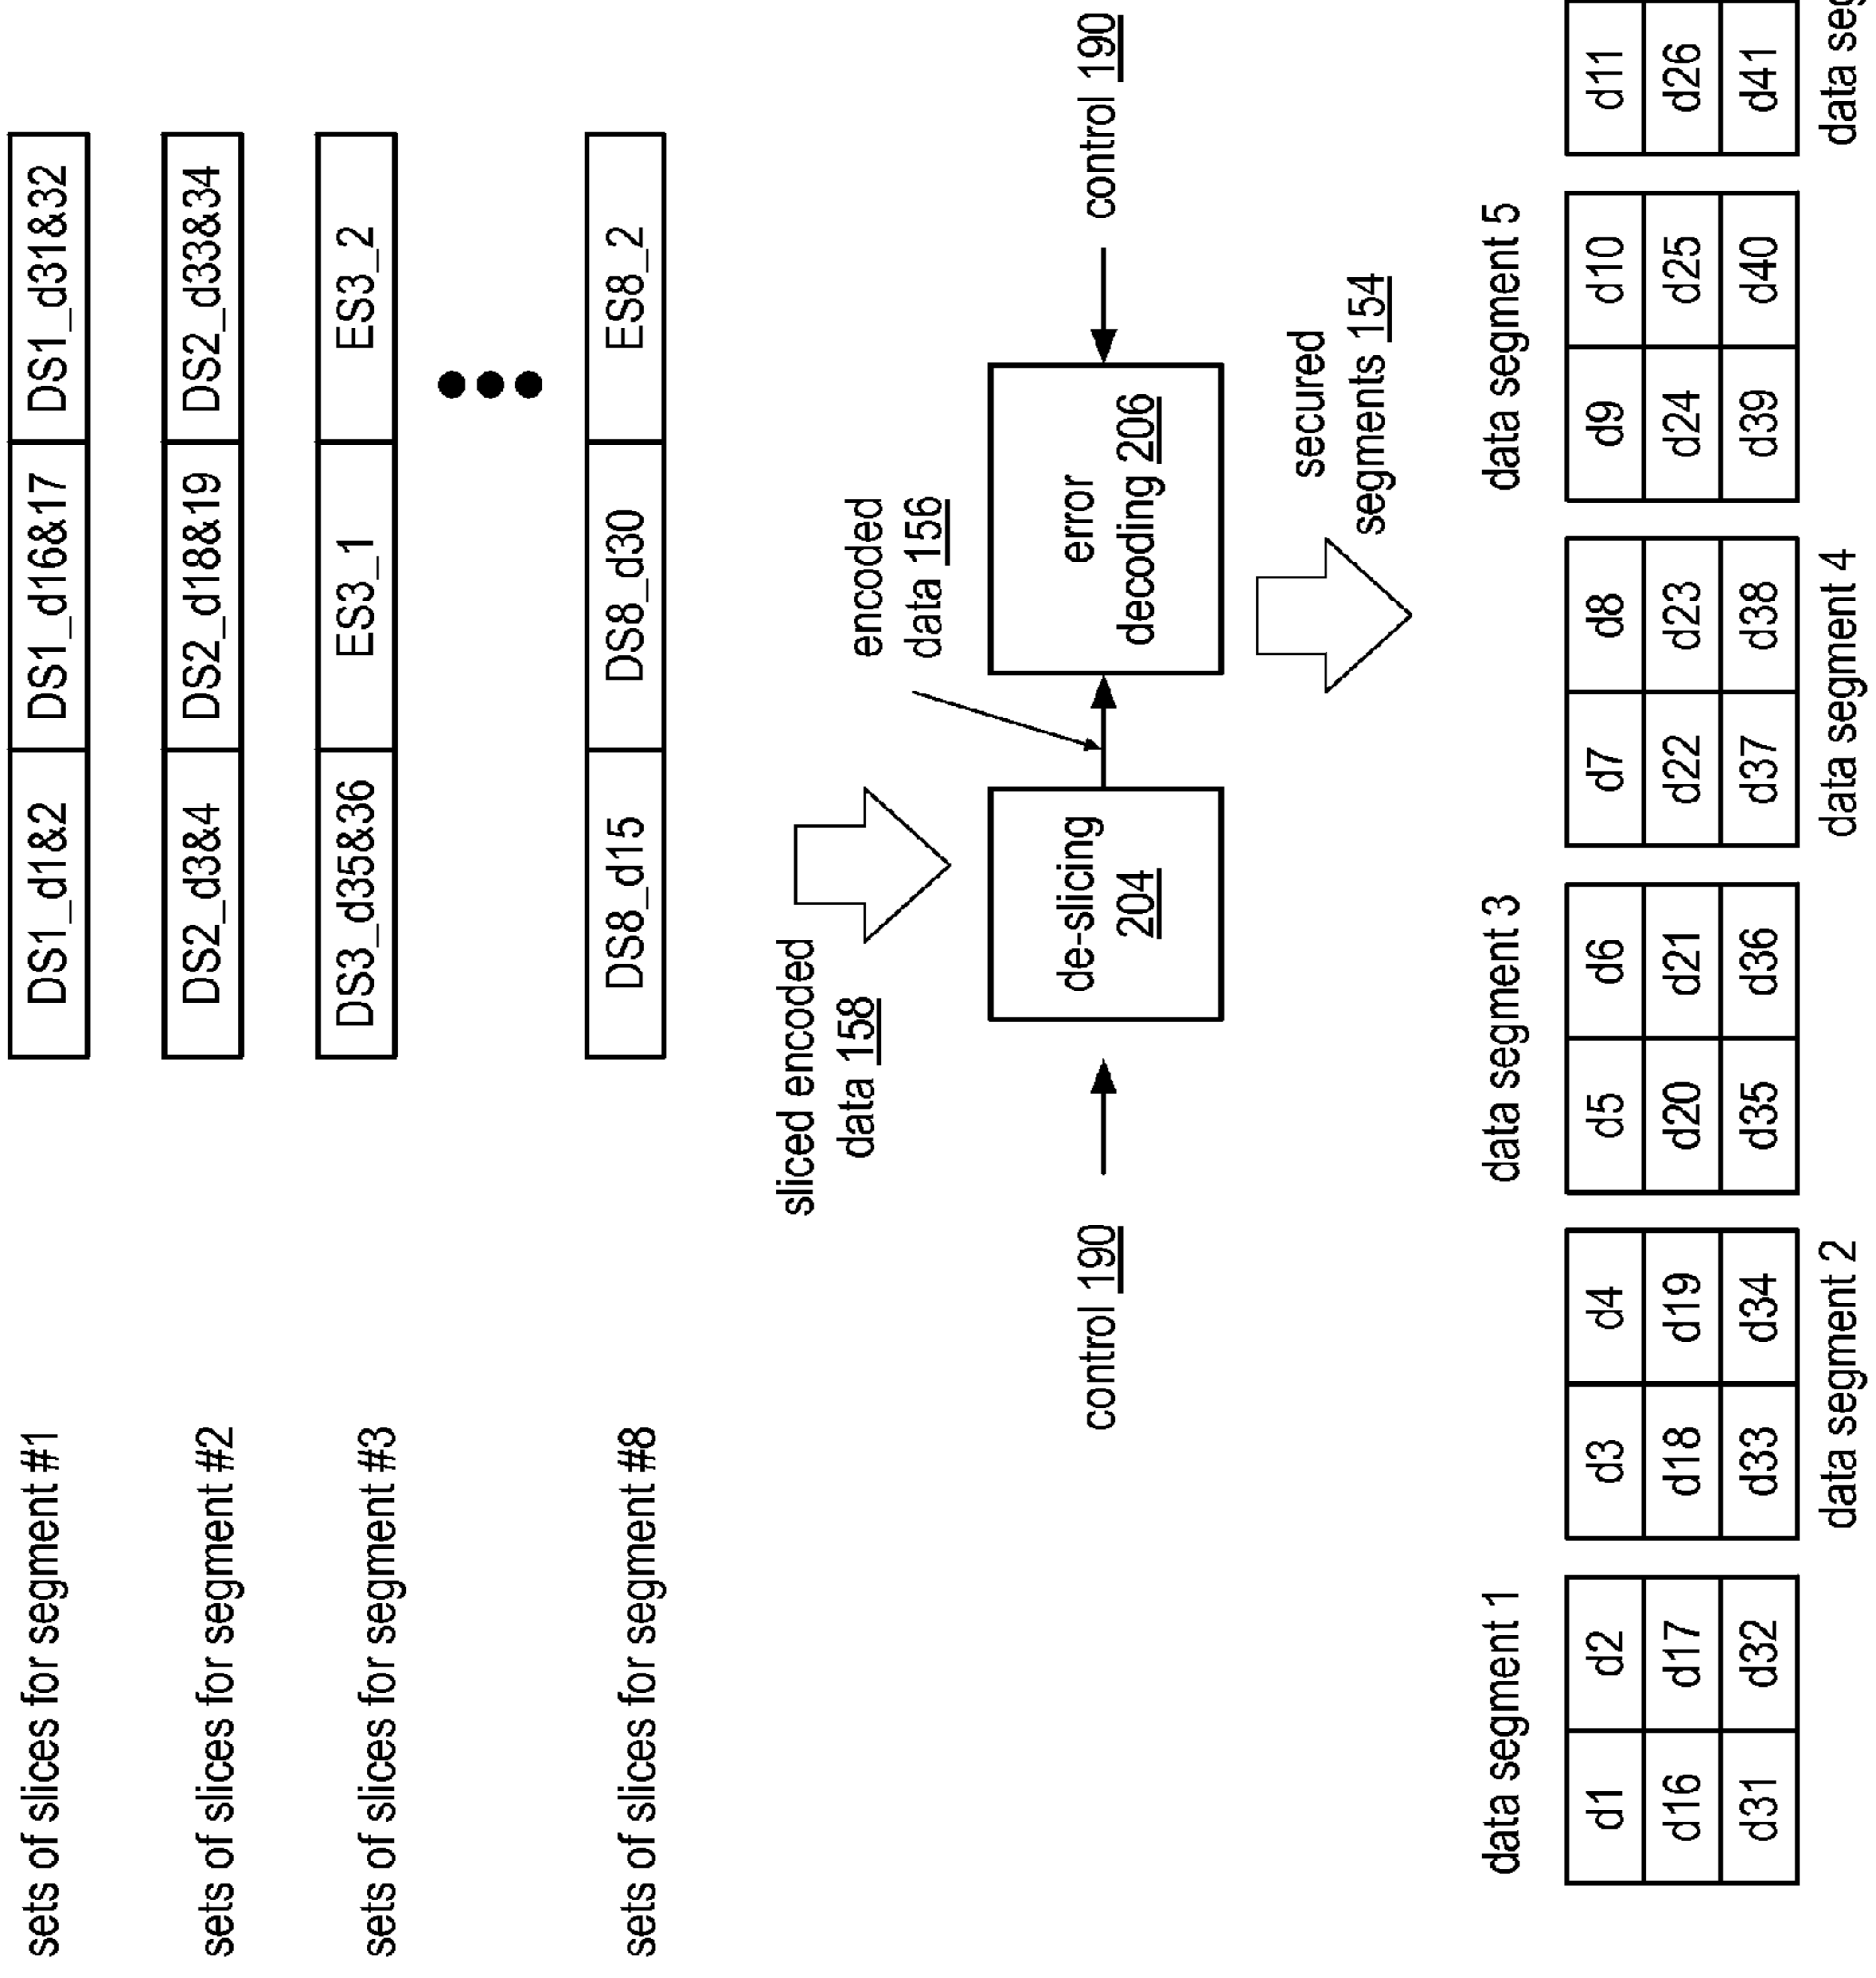 sets of slices for segment #1
DS1_d1&2 DS1_d16&17 DS1_d31&32
sets of slices for segment #2
DS2_d3&4 DS2_d18&19 DS2_d33&34
sets of slices for segment #3
DS3_d35&36 ES3_1 ES3_2
sets of slices for segment #8
DS8_d15 DS8_d30 ES8_2
sliced encoded
data 158
encoded
data 156
control 190
de-slicing
204
error
decoding 206
control 190
secured
segments 154
data segment 1
data segment 3
data segment 5
d1 d2 d3 d4 d5 d6 d7 d8 d9 d10 d11
d16 d17 d18 d19 d20 d21 d22 d23 d24 d25 d26
d31 d32 d33 d34 d35 d36 d37 d38 d39 d40 d41
data segment 2
data segment 4
data seg